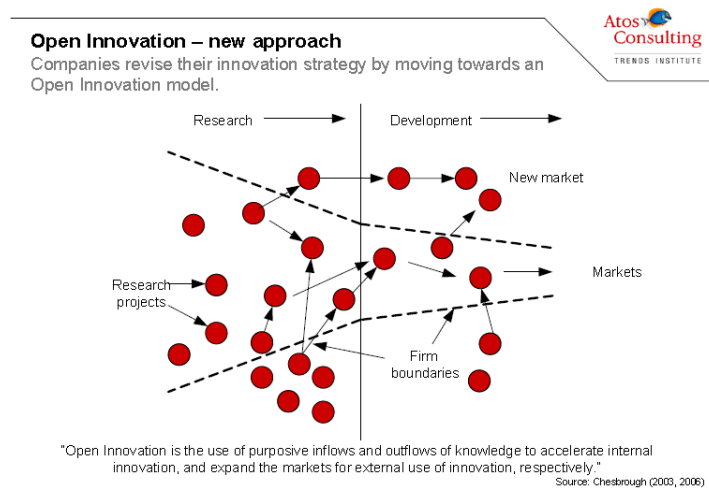 Atos
Consulting
TRENDS INSTITUTE
Open Innovation – new approach
Companies revise their innovation strategy by moving towards an
Open Innovation model.
Research
Development
New market
Research
projects
Markets
Firm
boundaries
"Open Innovation is the use of purposive inflows and outflows of knowledge to accelerate internal
innovation, and expand the markets for external use of innovation, respectively."
Source: Chesbrough (2003, 2006)